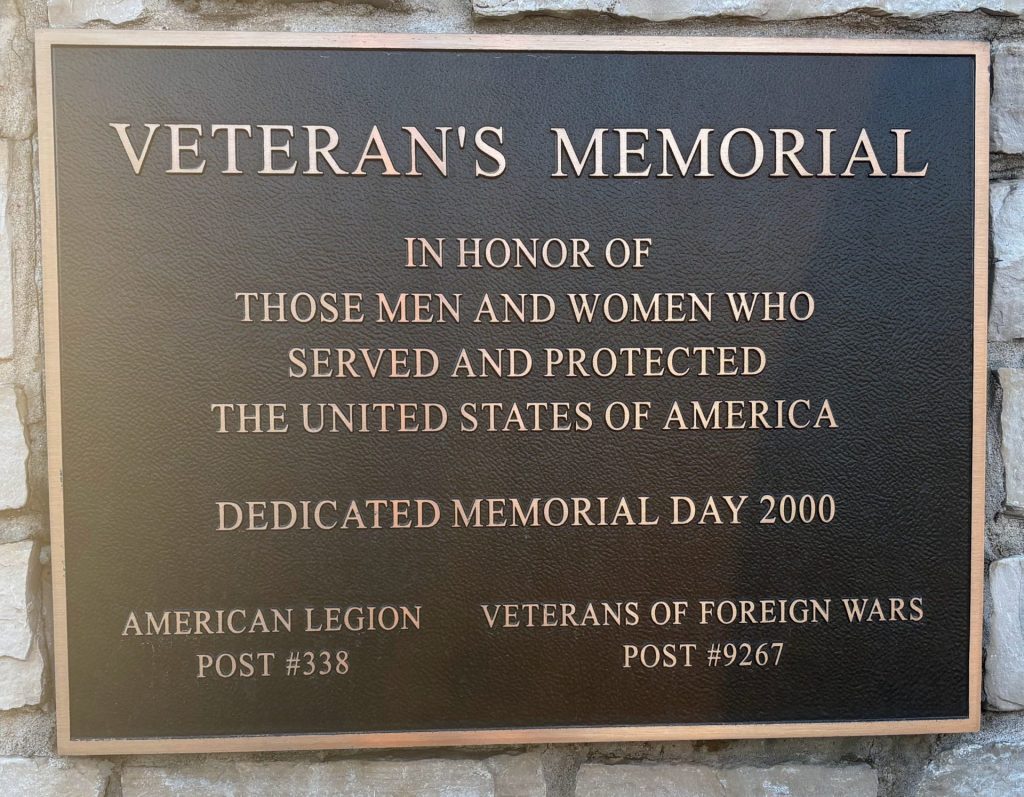 VETERAN'S MEMORIAL
IN HONOR OF
THOSE MEN AND WOMEN WHO
SERVED AND PROTECTED
THE UNITED STATES OF AMERICA
DEDICATED MEMORIAL DAY 2000
AMERICAN LEGION
POST #338
VETERANS OF FOREIGN WARS
POST #9267